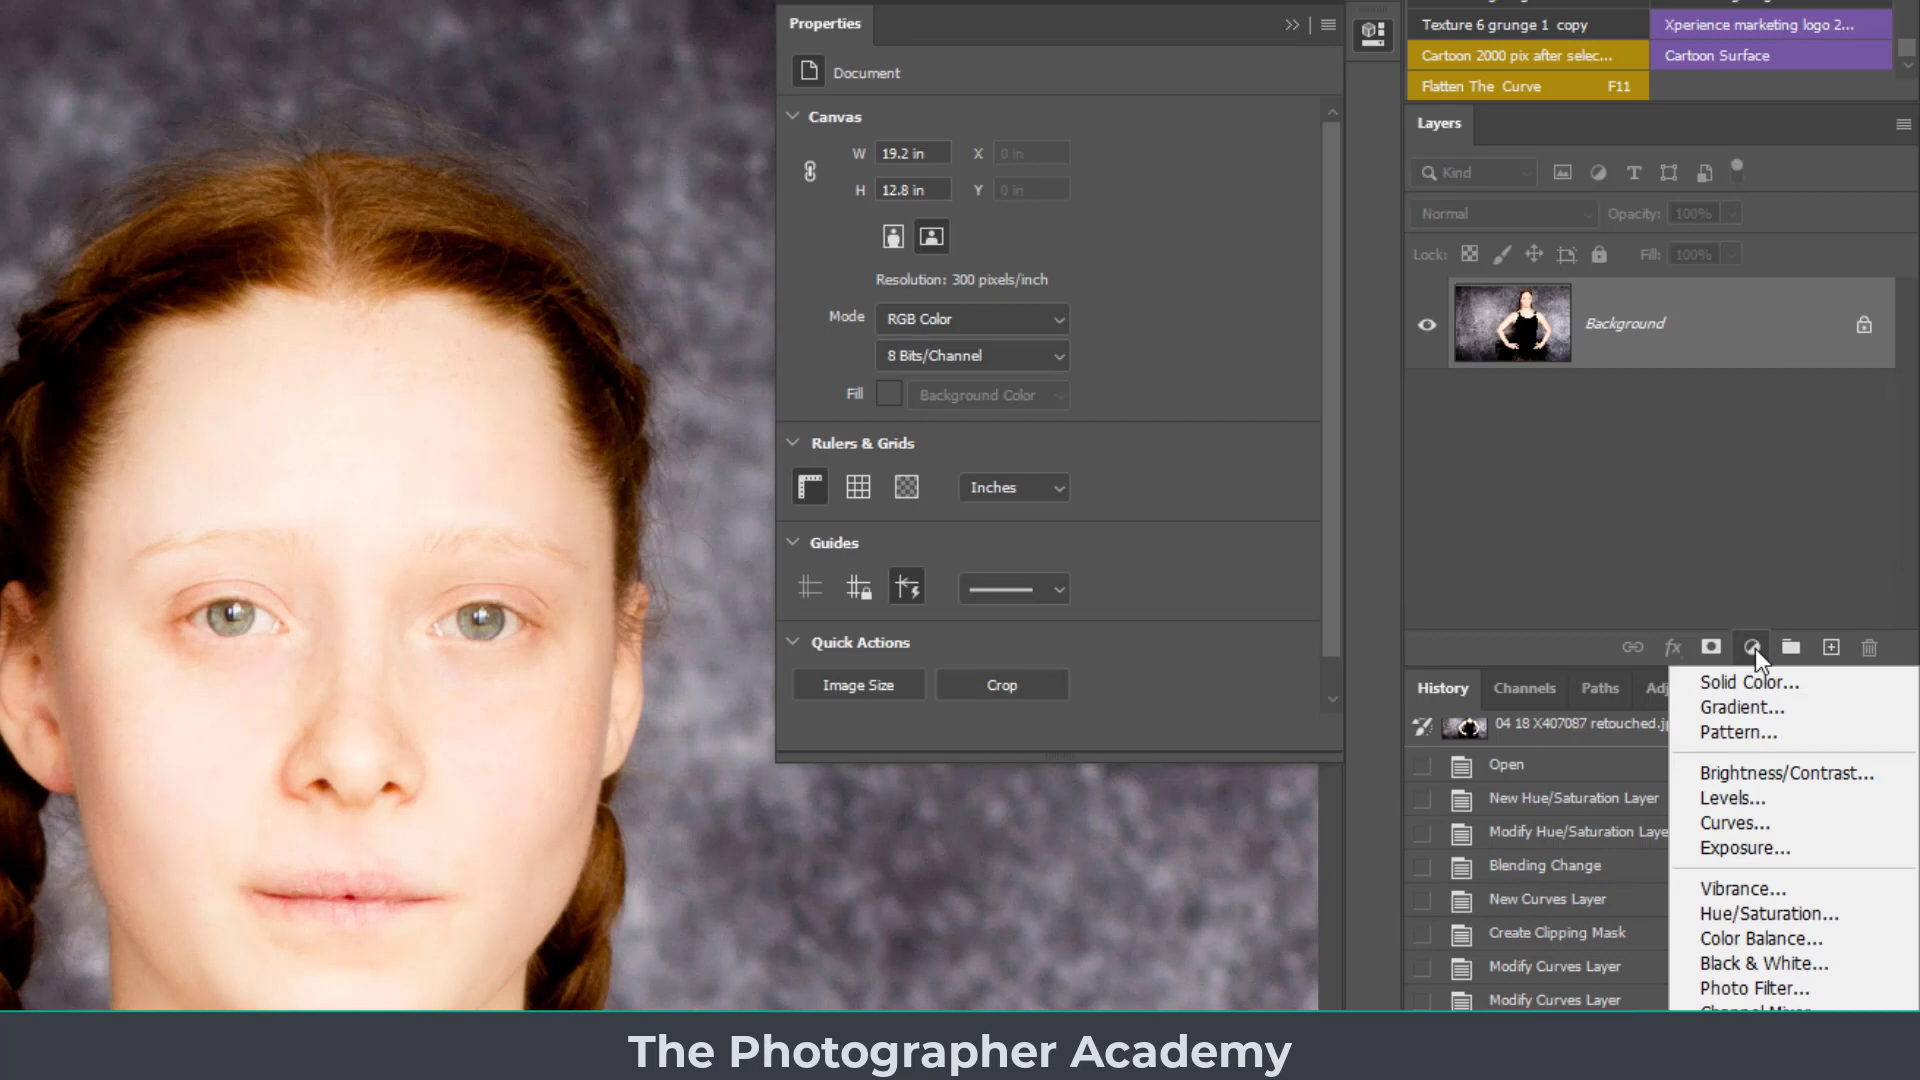 Properties
Document
Canvas
W 19.2 in X 0 in
H 12.8 in Y 0 in
Resolution: 300 pixels/inch
Mode RGB Color
8 Bits/Channel
Fill Background Color
Rulers & Grids
Inches
Guides
Quick Actions
Image Size Crop
Texture 6 grunge 1 copy Xperience marketing logo 2...
Cartoon 2000 pix after selec... Cartoon Surface
Flatten The Curve F11
Layers
Kind
Normal Opacity: 100%
Lock: Fill: 100%
Background
fx
History Channels Paths
04 18 X407087 retouched.j
Open
New Hue/Saturation Layer
Modify Hue/Saturation Laye
Blending Change
New Curves Layer
Create Clipping Mask
Modify Curves Layer
Modify Curves Layer
Solid Color...
Gradient...
Pattern...
Brightness/Contrast...
Levels...
Curves...
Exposure...
Vibrance...
Hue/Saturation...
Color Balance...
Black & White...
Photo Filter...
The Photographer Academy